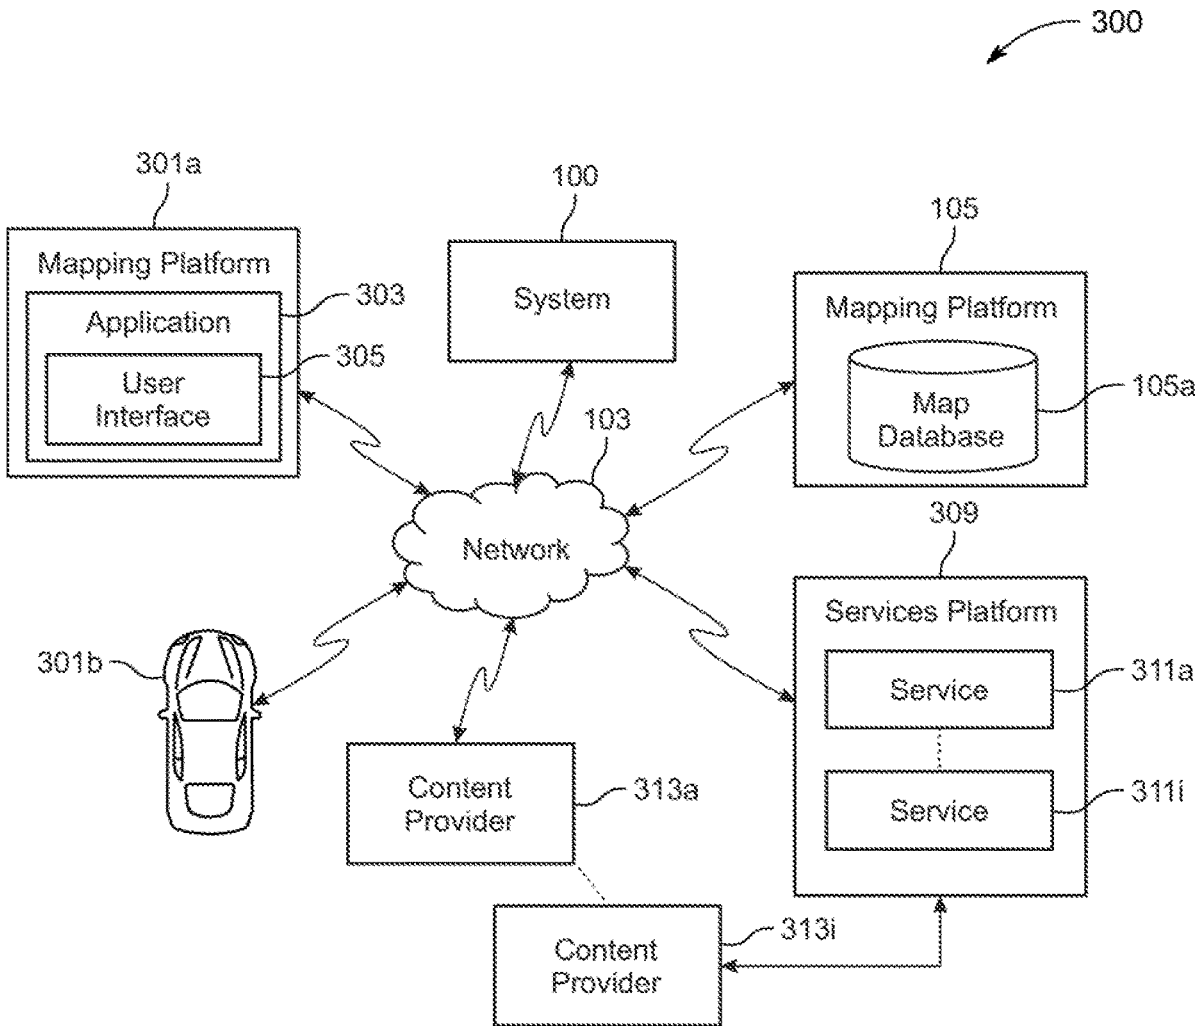 300
301a
Mapping Platform
303
Application
305
User
Interface
100
System
105
Mapping Platform
105a
Map
Database
103
Network
309
Services Platform
311a
Service
311i
Service
301b
313a
Content
Provider
313i
Content
Provider